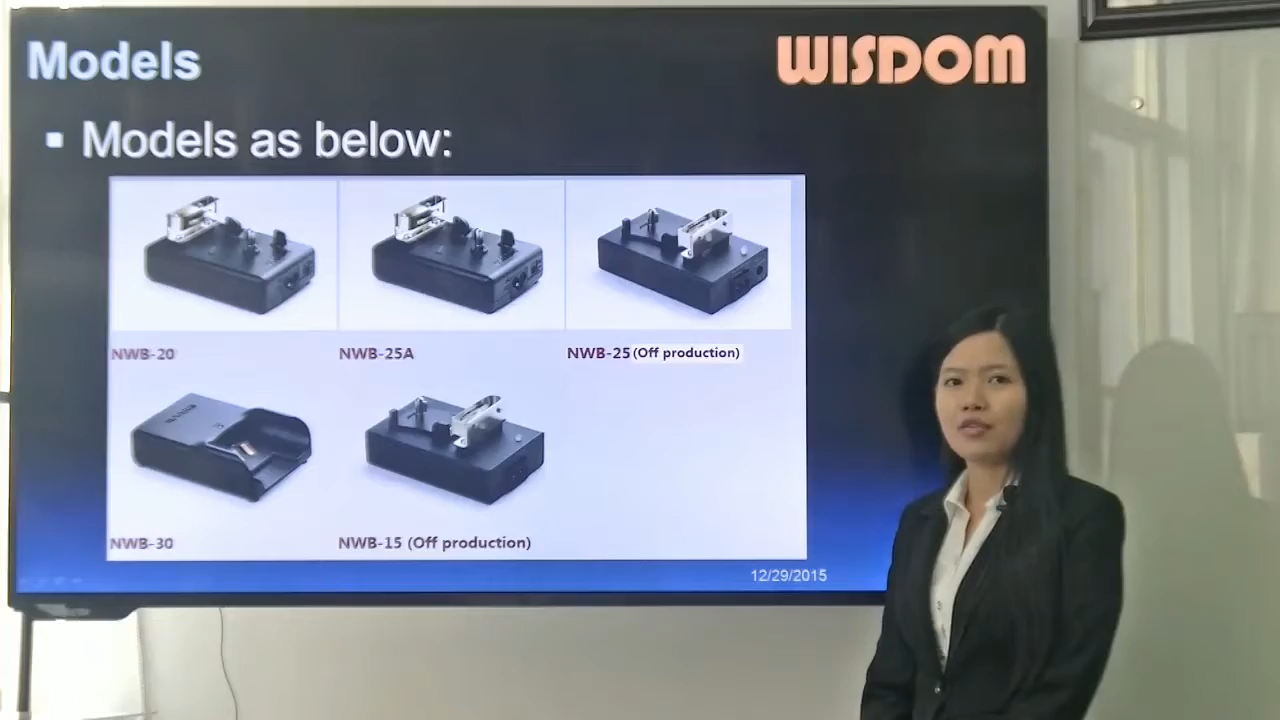 Models
WISDOM
▪ Models as below:
NWB-20
NWB-25A
NWB-25 (Off production)
NWB-30
NWB-15 (Off production)
12/29/2015